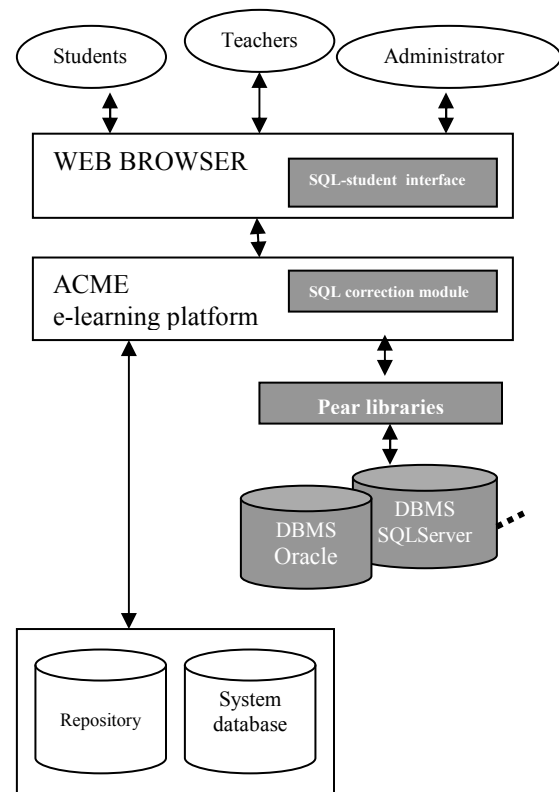 Students
Teachers
Administrator
WEB BROWSER
SQL-student interface
ACME
e-learning platform
SQL correction module
Pear libraries
DBMS
Oracle
DBMS
SQLServer
Repository
System
database